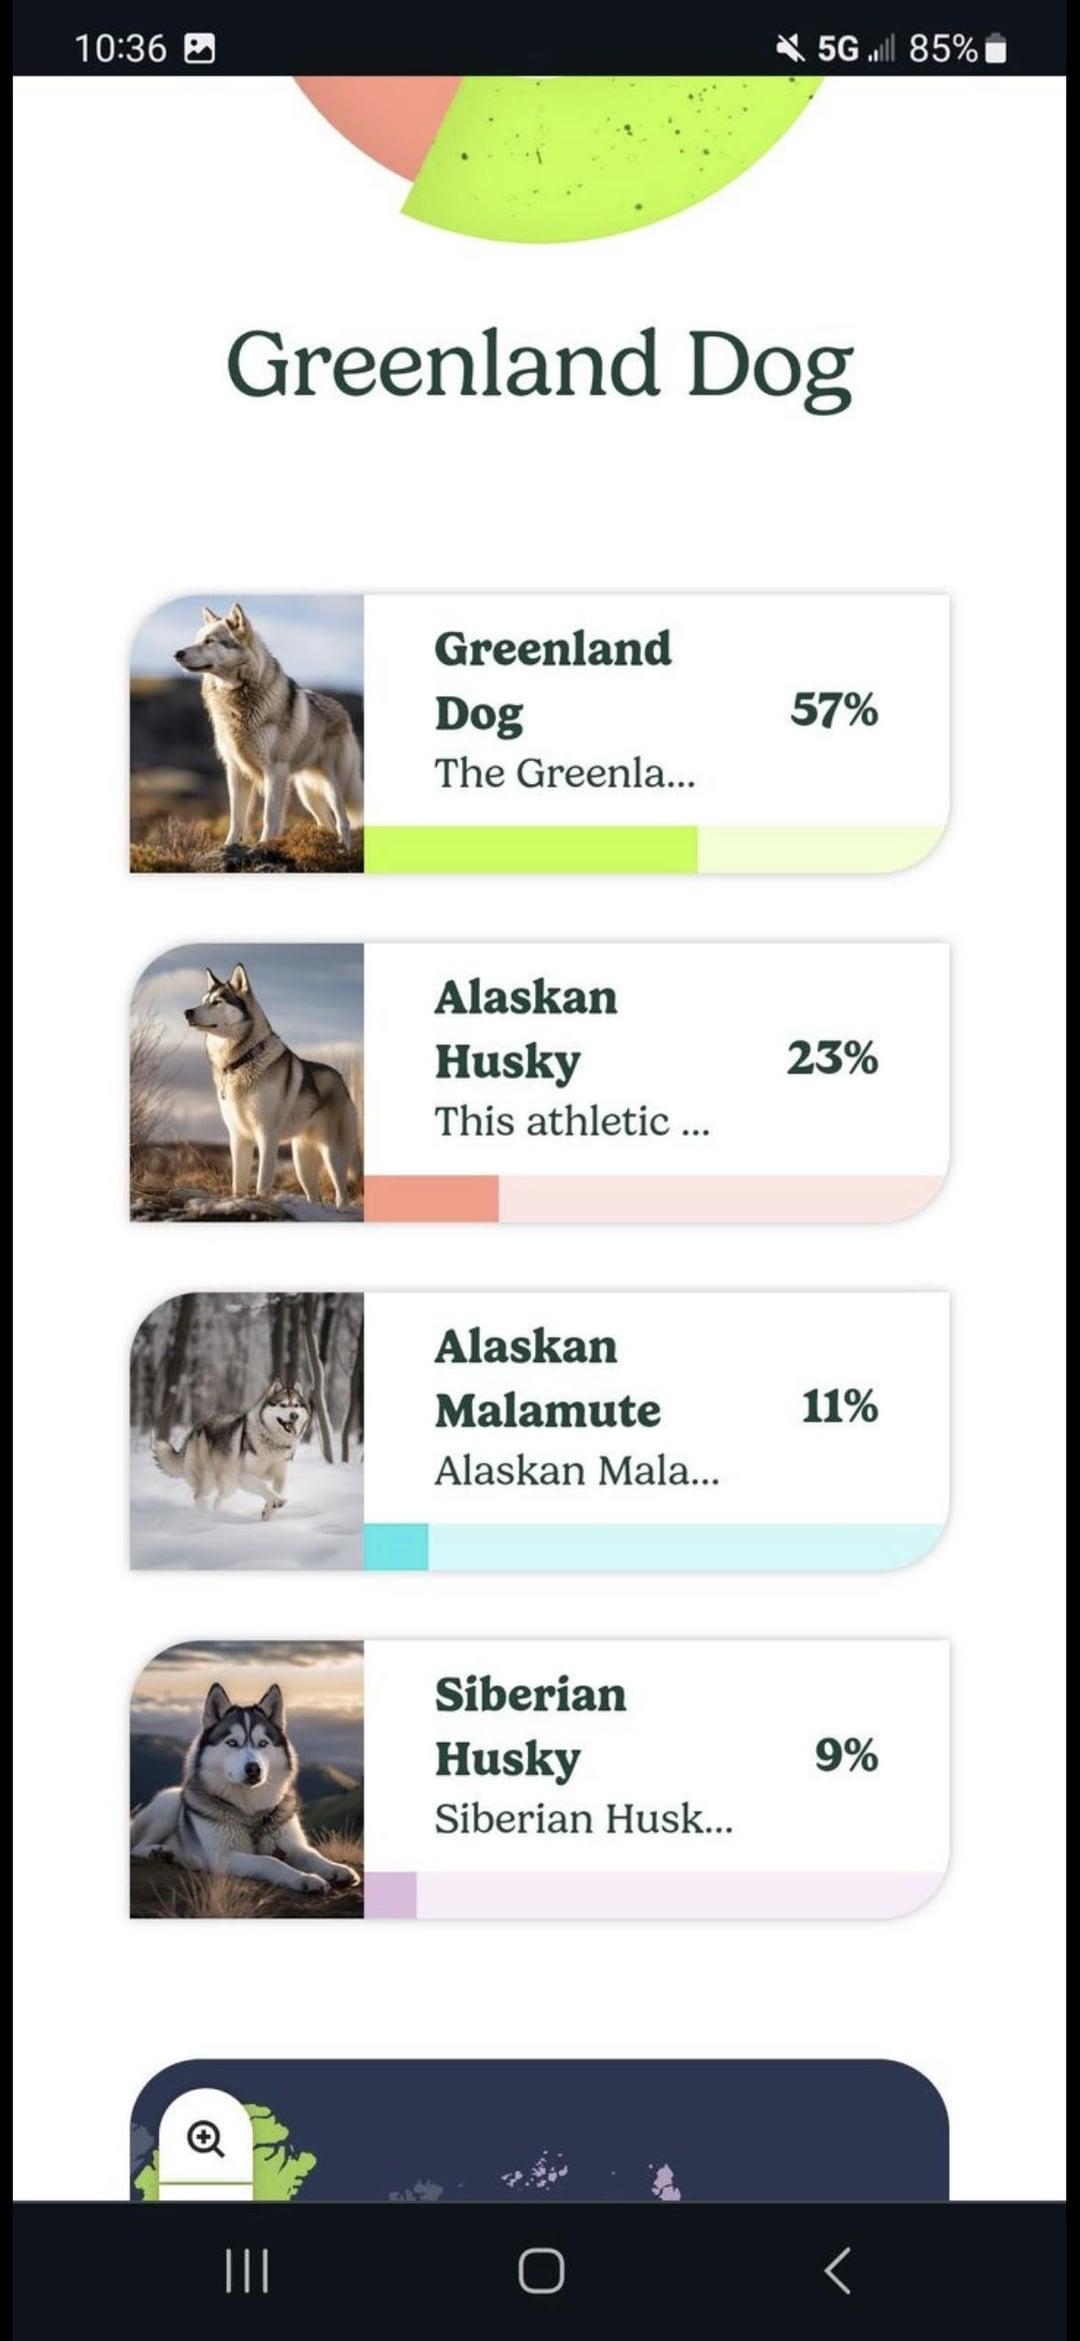 10:36 5G 85%
Greenland Dog
Greenland
Dog 57%
The Greenla...
Alaskan
Husky 23%
This athletic ...
Alaskan
Malamute 11%
Alaskan Mala...
Siberian
Husky 9%
Siberian Husk...